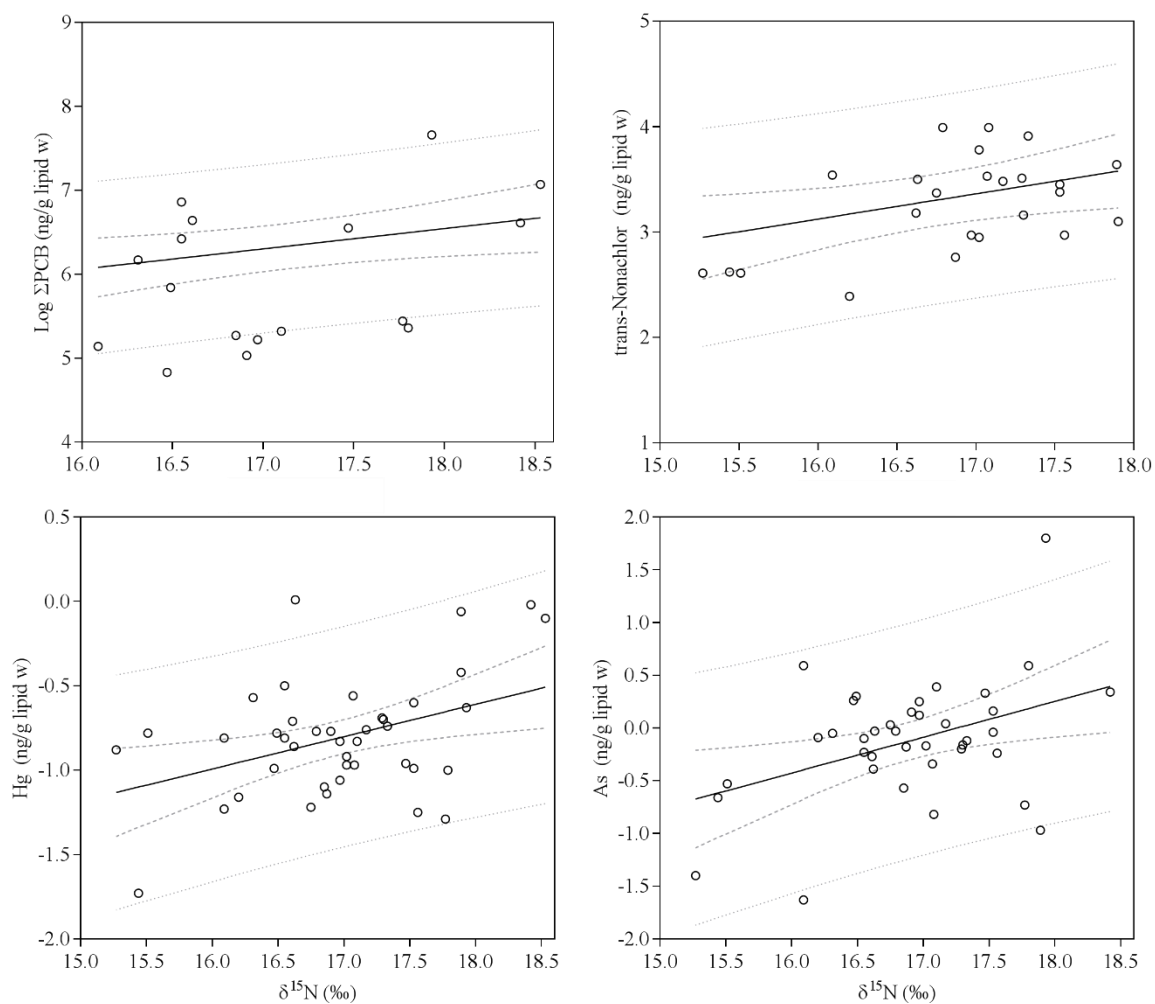 9
8
7
6
5
4
Log ΣPCB (ng/g lipid w)
16.0 16.5 17.0 17.5 18.0 18.5
5
4
3
2
1
trans-Nonachlor (ng/g lipid w)
15.0 15.5 16.0 16.5 17.0 17.5 18.0
0.5
0.0
-0.5
-1.0
-1.5
-2.0
Hg (ng/g lipid w)
15.0 15.5 16.0 16.5 17.0 17.5 18.0 18.5
δ¹⁵N (‰)
2.0
1.5
1.0
0.5
0.0
-0.5
-1.0
-1.5
-2.0
As (ng/g lipid w)
15.0 15.5 16.0 16.5 17.0 17.5 18.0 18.5
δ¹⁵N (‰)